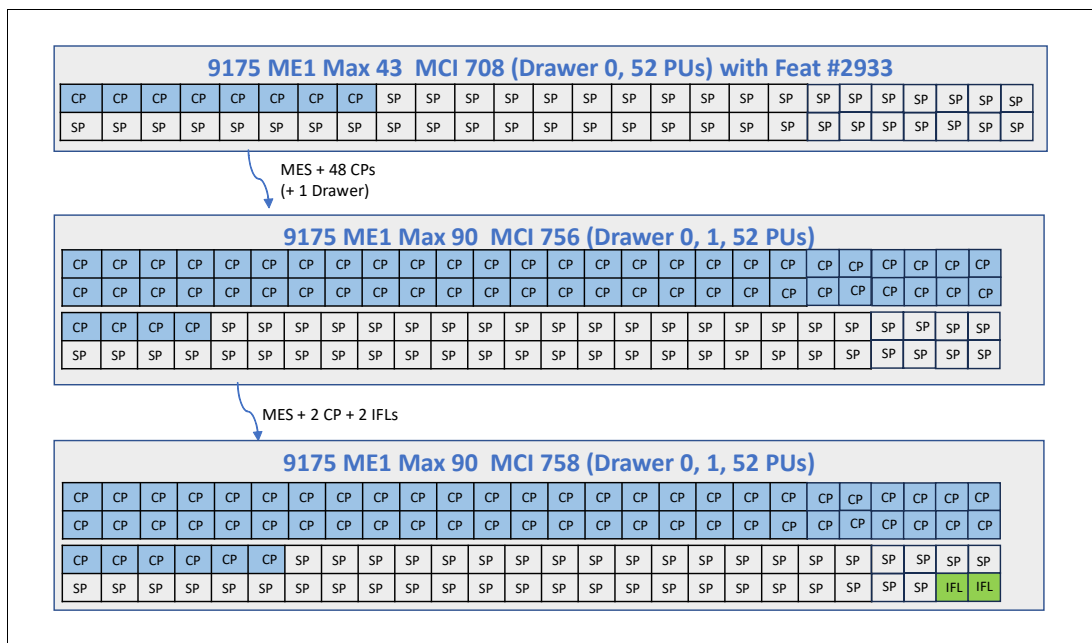 9175 ME1 Max 43 MCI 708 (Drawer 0, 52 PUs) with Feat #2933
CP CP CP CP CP CP CP CP SP SP SP SP SP SP SP SP SP SP SP SP SP SP SP SP SP SP
SP SP SP SP SP SP SP SP SP SP SP SP SP SP SP SP SP SP SP SP SP SP SP SP SP SP
MES + 48 CPs
(+ 1 Drawer)
9175 ME1 Max 90 MCI 756 (Drawer 0, 1, 52 PUs)
CP CP CP CP CP CP CP CP CP CP CP CP CP CP CP CP CP CP CP CP CP CP CP CP CP CP
CP CP CP CP CP CP CP CP CP CP CP CP CP CP CP CP CP CP CP CP CP CP CP CP CP CP
CP CP CP CP SP SP SP SP SP SP SP SP SP SP SP SP SP SP SP SP SP SP SP SP SP SP
SP SP SP SP SP SP SP SP SP SP SP SP SP SP SP SP SP SP SP SP SP SP SP SP SP SP
MES + 2 CP + 2 IFLs
9175 ME1 Max 90 MCI 758 (Drawer 0, 1, 52 PUs)
CP CP CP CP CP CP CP CP CP CP CP CP CP CP CP CP CP CP CP CP CP CP CP CP CP CP
CP CP CP CP CP CP CP CP CP CP CP CP CP CP CP CP CP CP CP CP CP CP CP CP CP CP
CP CP CP CP CP CP SP SP SP SP SP SP SP SP SP SP SP SP SP SP SP SP SP SP SP SP
SP SP SP SP SP SP SP SP SP SP SP SP SP SP SP SP SP SP SP SP SP SP SP SP IFL IFL